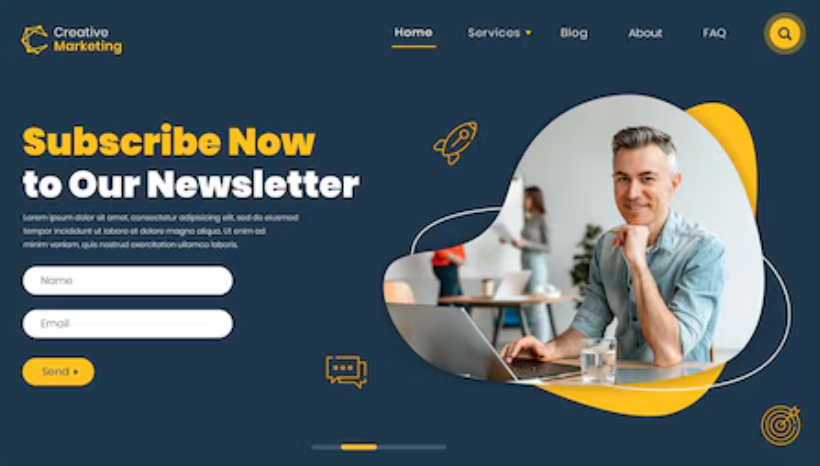 Creative
Marketing
Home Services Blog About FAQ
Subscribe Now
to Our Newsletter
Lorem ipsum dolor sit amet, consectetur adipisicing elit, sed do eiusmod
tempor incididunt ut labore et dolore magna aliqua. Ut enim ad
minim veniam, quis nostrud exercitation ullamco laboris.
Name
Email
Send